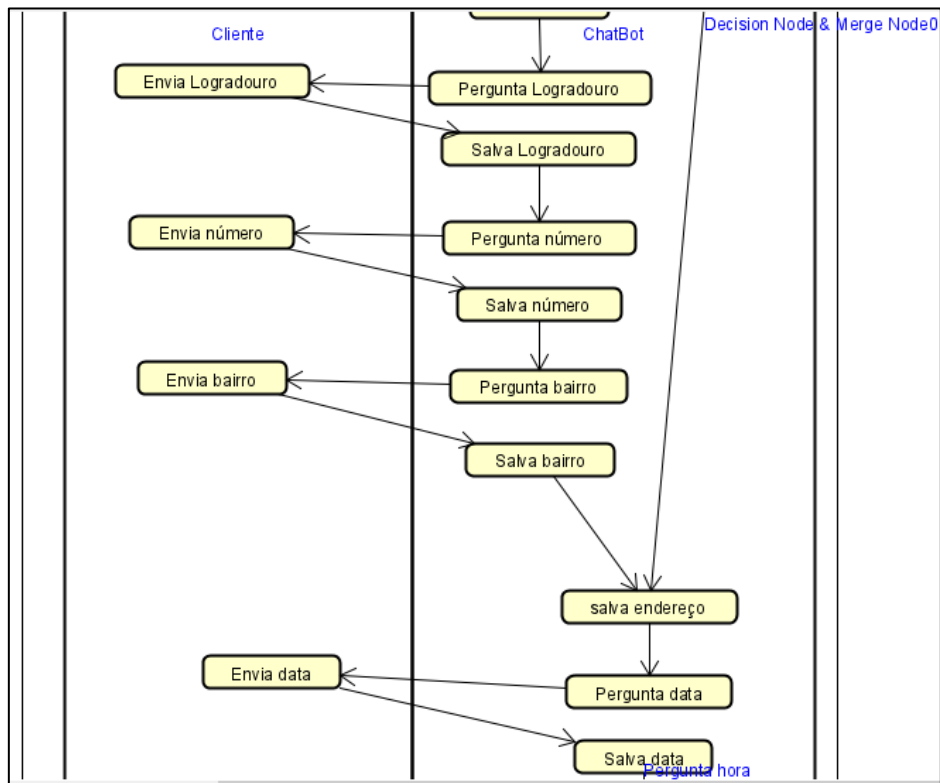 Cliente
ChatBot
Decision Node & Merge Node0
Envia Logradouro
Pergunta Logradouro
Salva Logradouro
Envia número
Pergunta número
Salva número
Envia bairro
Pergunta bairro
Salva bairro
salva endereço
Envia data
Pergunta data
Salva data
Pergunta hora